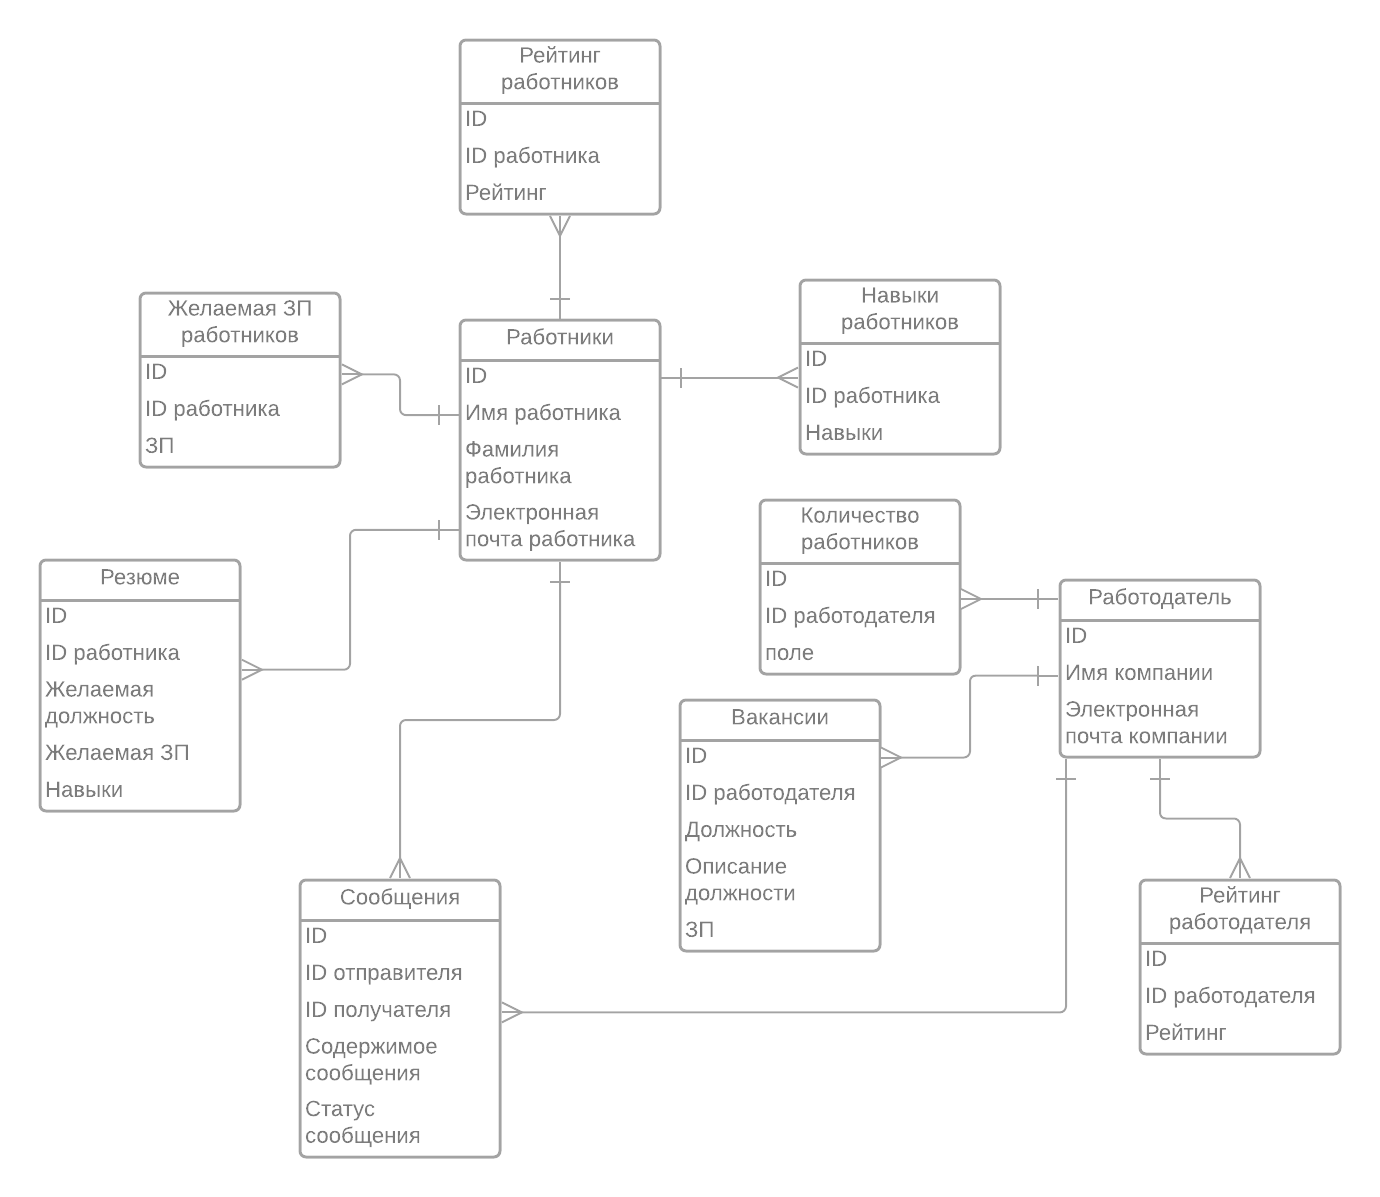 Рейтинг
работников
ID
ID работника
Рейтинг
Желаемая ЗП
работников
ID
ID работника
ЗП
Работники
ID
Имя работника
Фамилия
работника
Электронная
почта работника
Навыки
работников
ID
ID работника
Навыки
Резюме
ID
ID работника
Желаемая
должность
Желаемая ЗП
Навыки
Количество
работников
ID
ID работодателя
поле
Работодатель
ID
Имя компании
Электронная
почта компании
Вакансии
ID
ID работодателя
Должность
Описание
должности
ЗП
Сообщения
ID
ID отправителя
ID получателя
Содержимое
сообщения
Статус
сообщения
Рейтинг
работодателя
ID
ID работодателя
Рейтинг